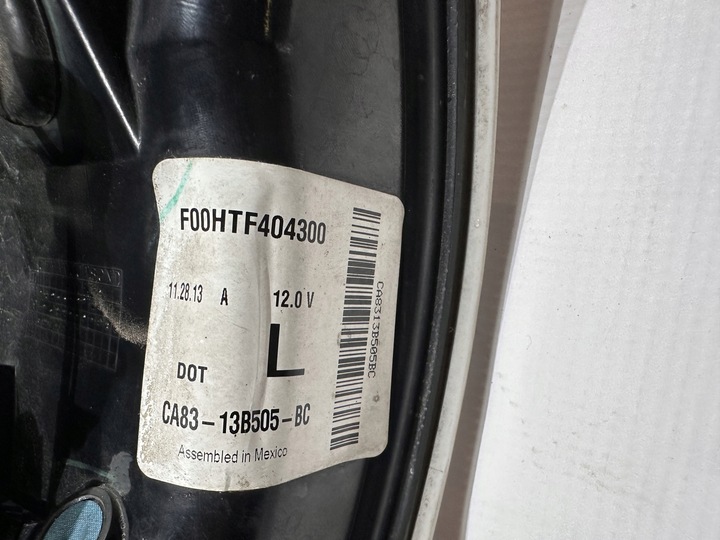 F00HTF404300
11.28.13 A 12.0 V
L
DOT
CA83-13B505-BC
Assembled in Mexico
CA8313B505BC